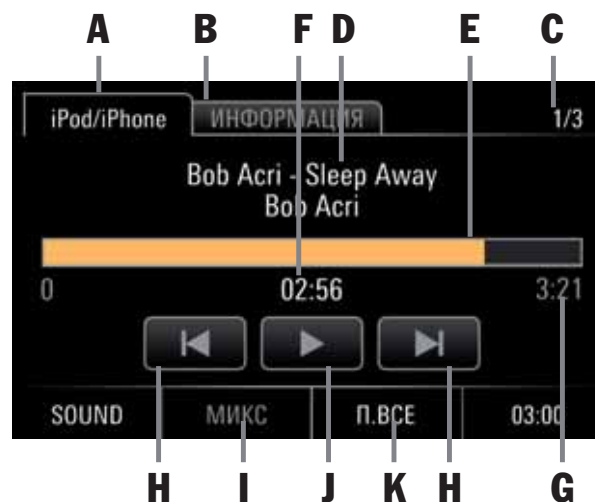 A B F D E C
iPod/iPhone ИНФОРМАЦИЯ 1/3
Bob Acri - Sleep Away
Bob Acri
0 02:56 3:21
SOUND МИКС П.ВСЕ 03:00
H I J K H G